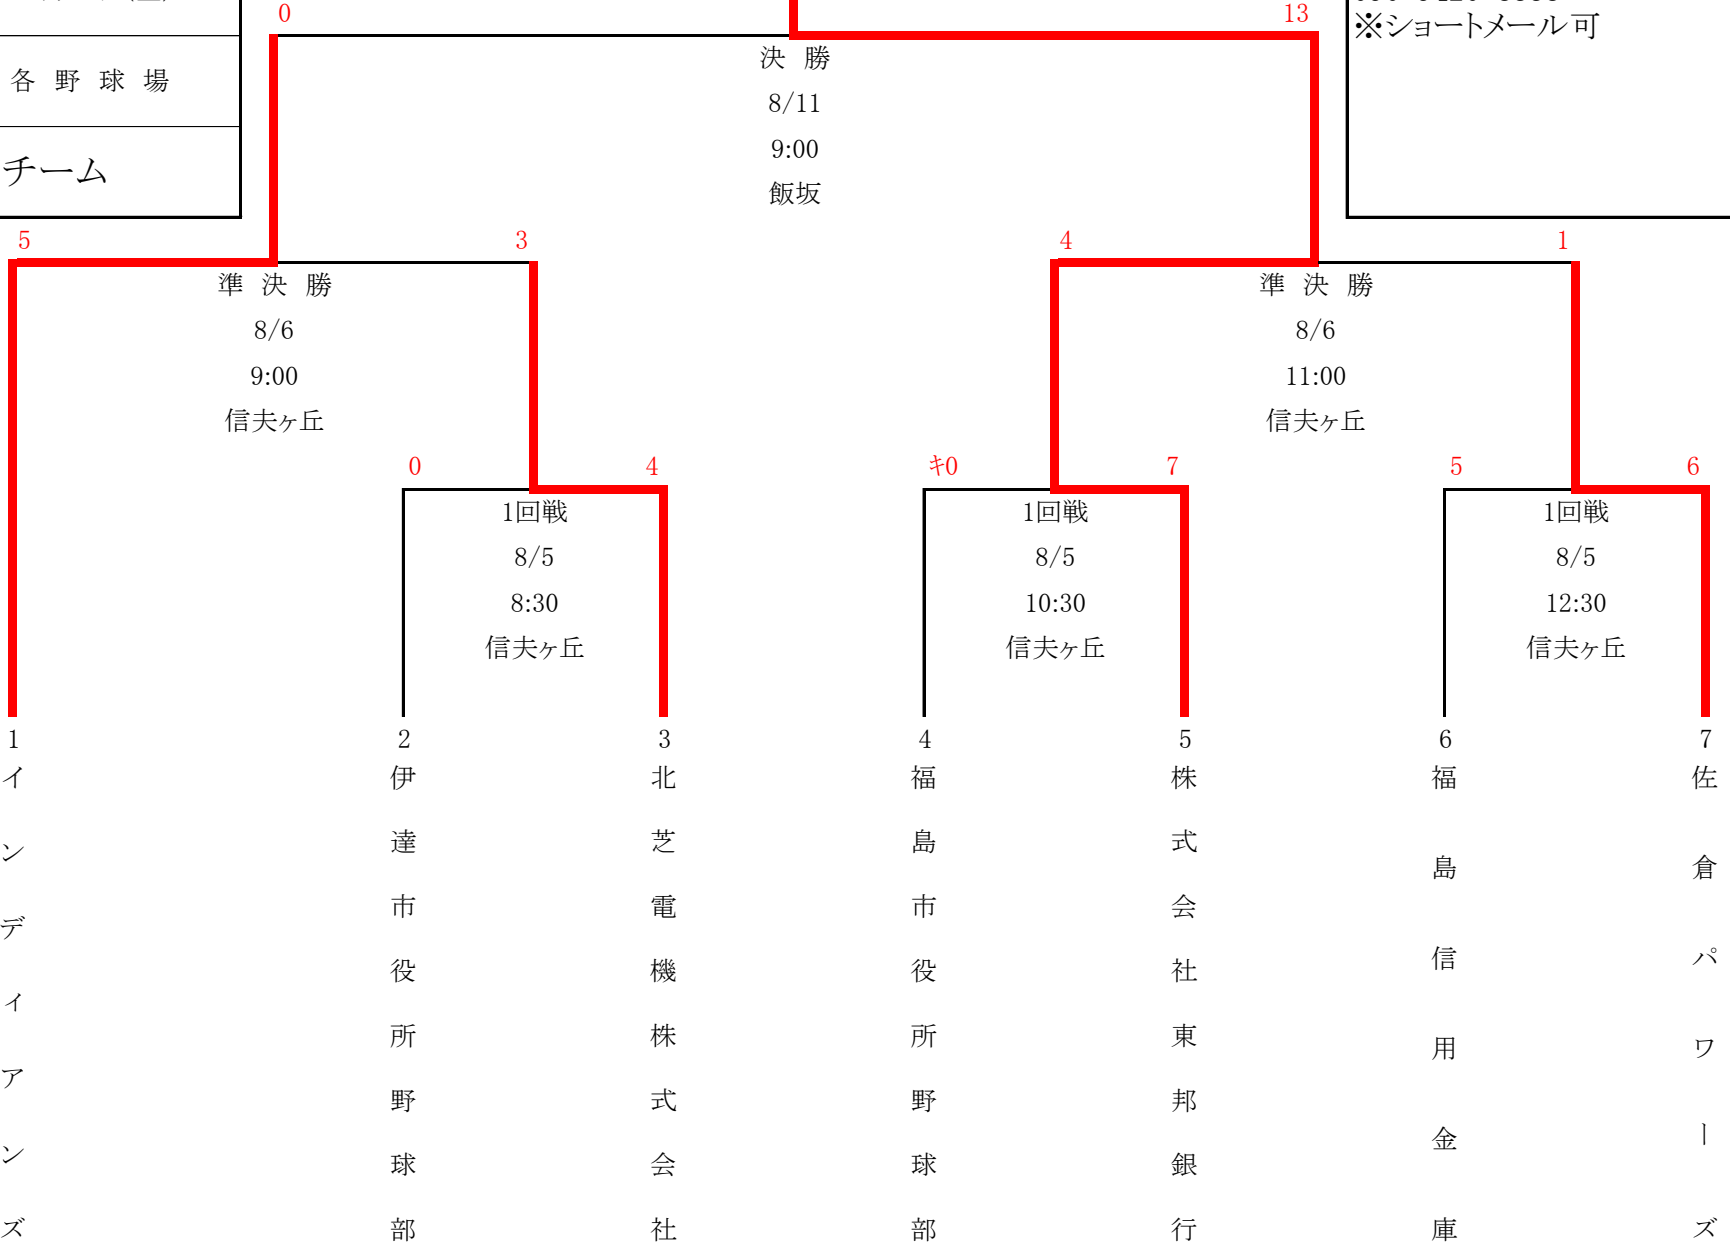 ※ショートメール可
各野球場
チーム
0
13
決勝
8/11
9:00
飯坂
5
3
準決勝
8/6
9:00
信夫ヶ丘
4
1
準決勝
8/6
11:00
信夫ヶ丘
0
4
1回戦
8/5
8:30
信夫ヶ丘
ｷ0
7
1回戦
8/5
10:30
信夫ヶ丘
5
6
1回戦
8/5
12:30
信夫ヶ丘
1
インディアンズ
2
伊達市役所野球部
3
北芝電機株式会社
4
福島市役所野球部
5
株式会社東邦銀行
6
福島信用金庫
7
佐倉パワーズ